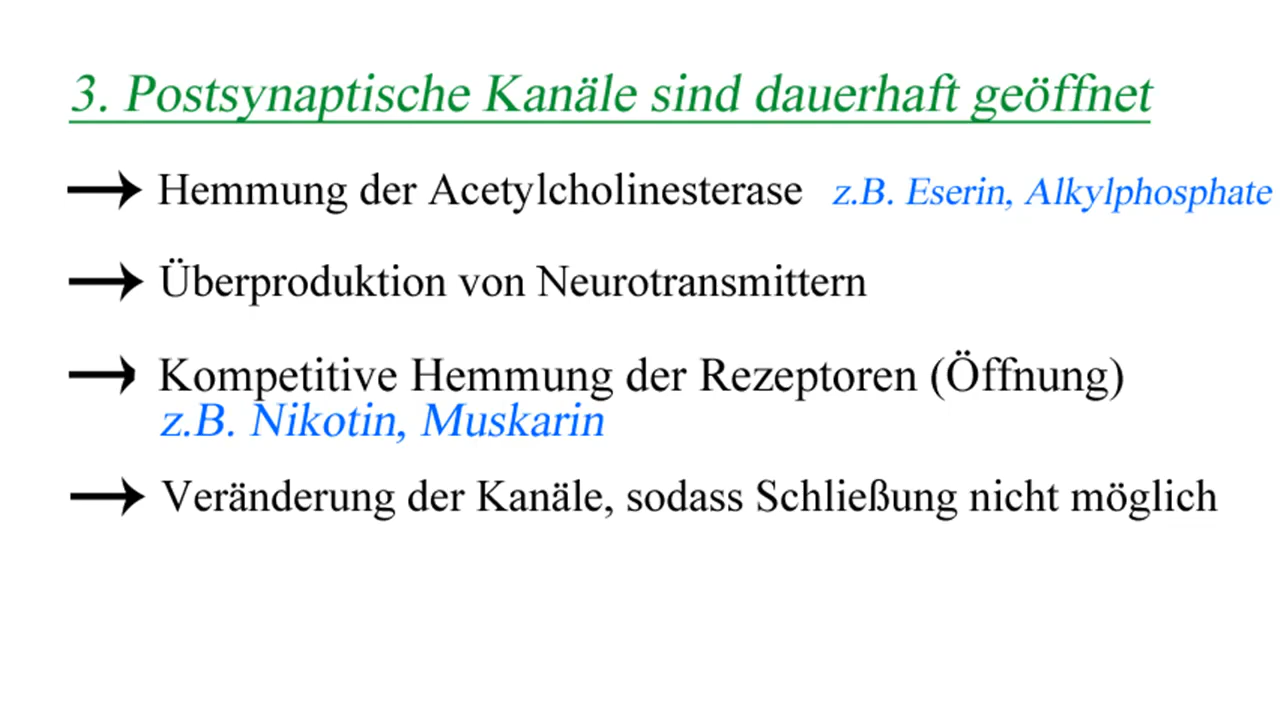 3. Postsynaptische Kanäle sind dauerhaft geöffnet
Hemmung der Acetylcholinesterase z.B. Eserin, Alkylphosphate
Überproduktion von Neurotransmittern
Kompetitive Hemmung der Rezeptoren (Öffnung)
z.B. Nikotin, Muskarin
Veränderung der Kanäle, sodass Schließung nicht möglich